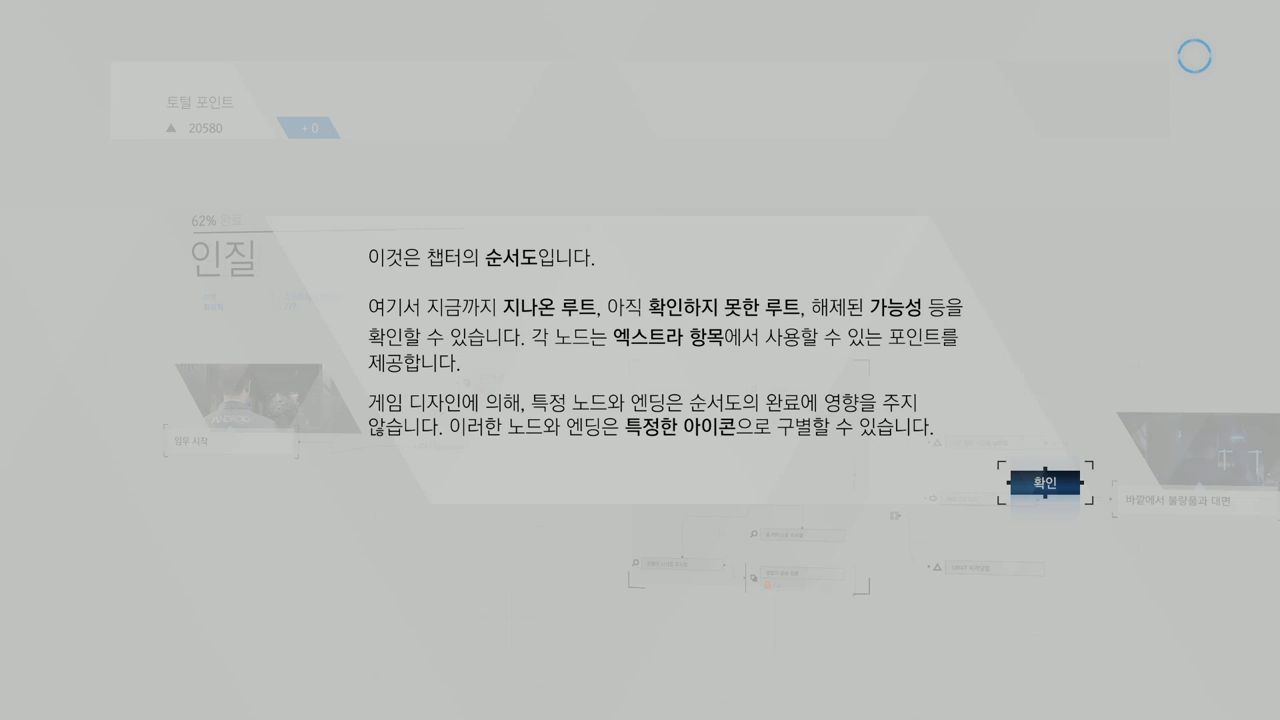 토털 포인트
20580
+ 0
62% 완료
인질
이것은 챕터의 순서도입니다.
여기서 지금까지 지나온 루트, 아직 확인하지 못한 루트, 해제된 가능성 등을
확인할 수 있습니다. 각 노드는 엑스트라 항목에서 사용할 수 있는 포인트를
제공합니다.
게임 디자인에 의해, 특정 노드와 엔딩은 순서도의 완료에 영향을 주지
않습니다. 이러한 노드와 엔딩은 특정한 아이콘으로 구별할 수 있습니다.
임무 시작
확인
바깥에서 불량품과 대면